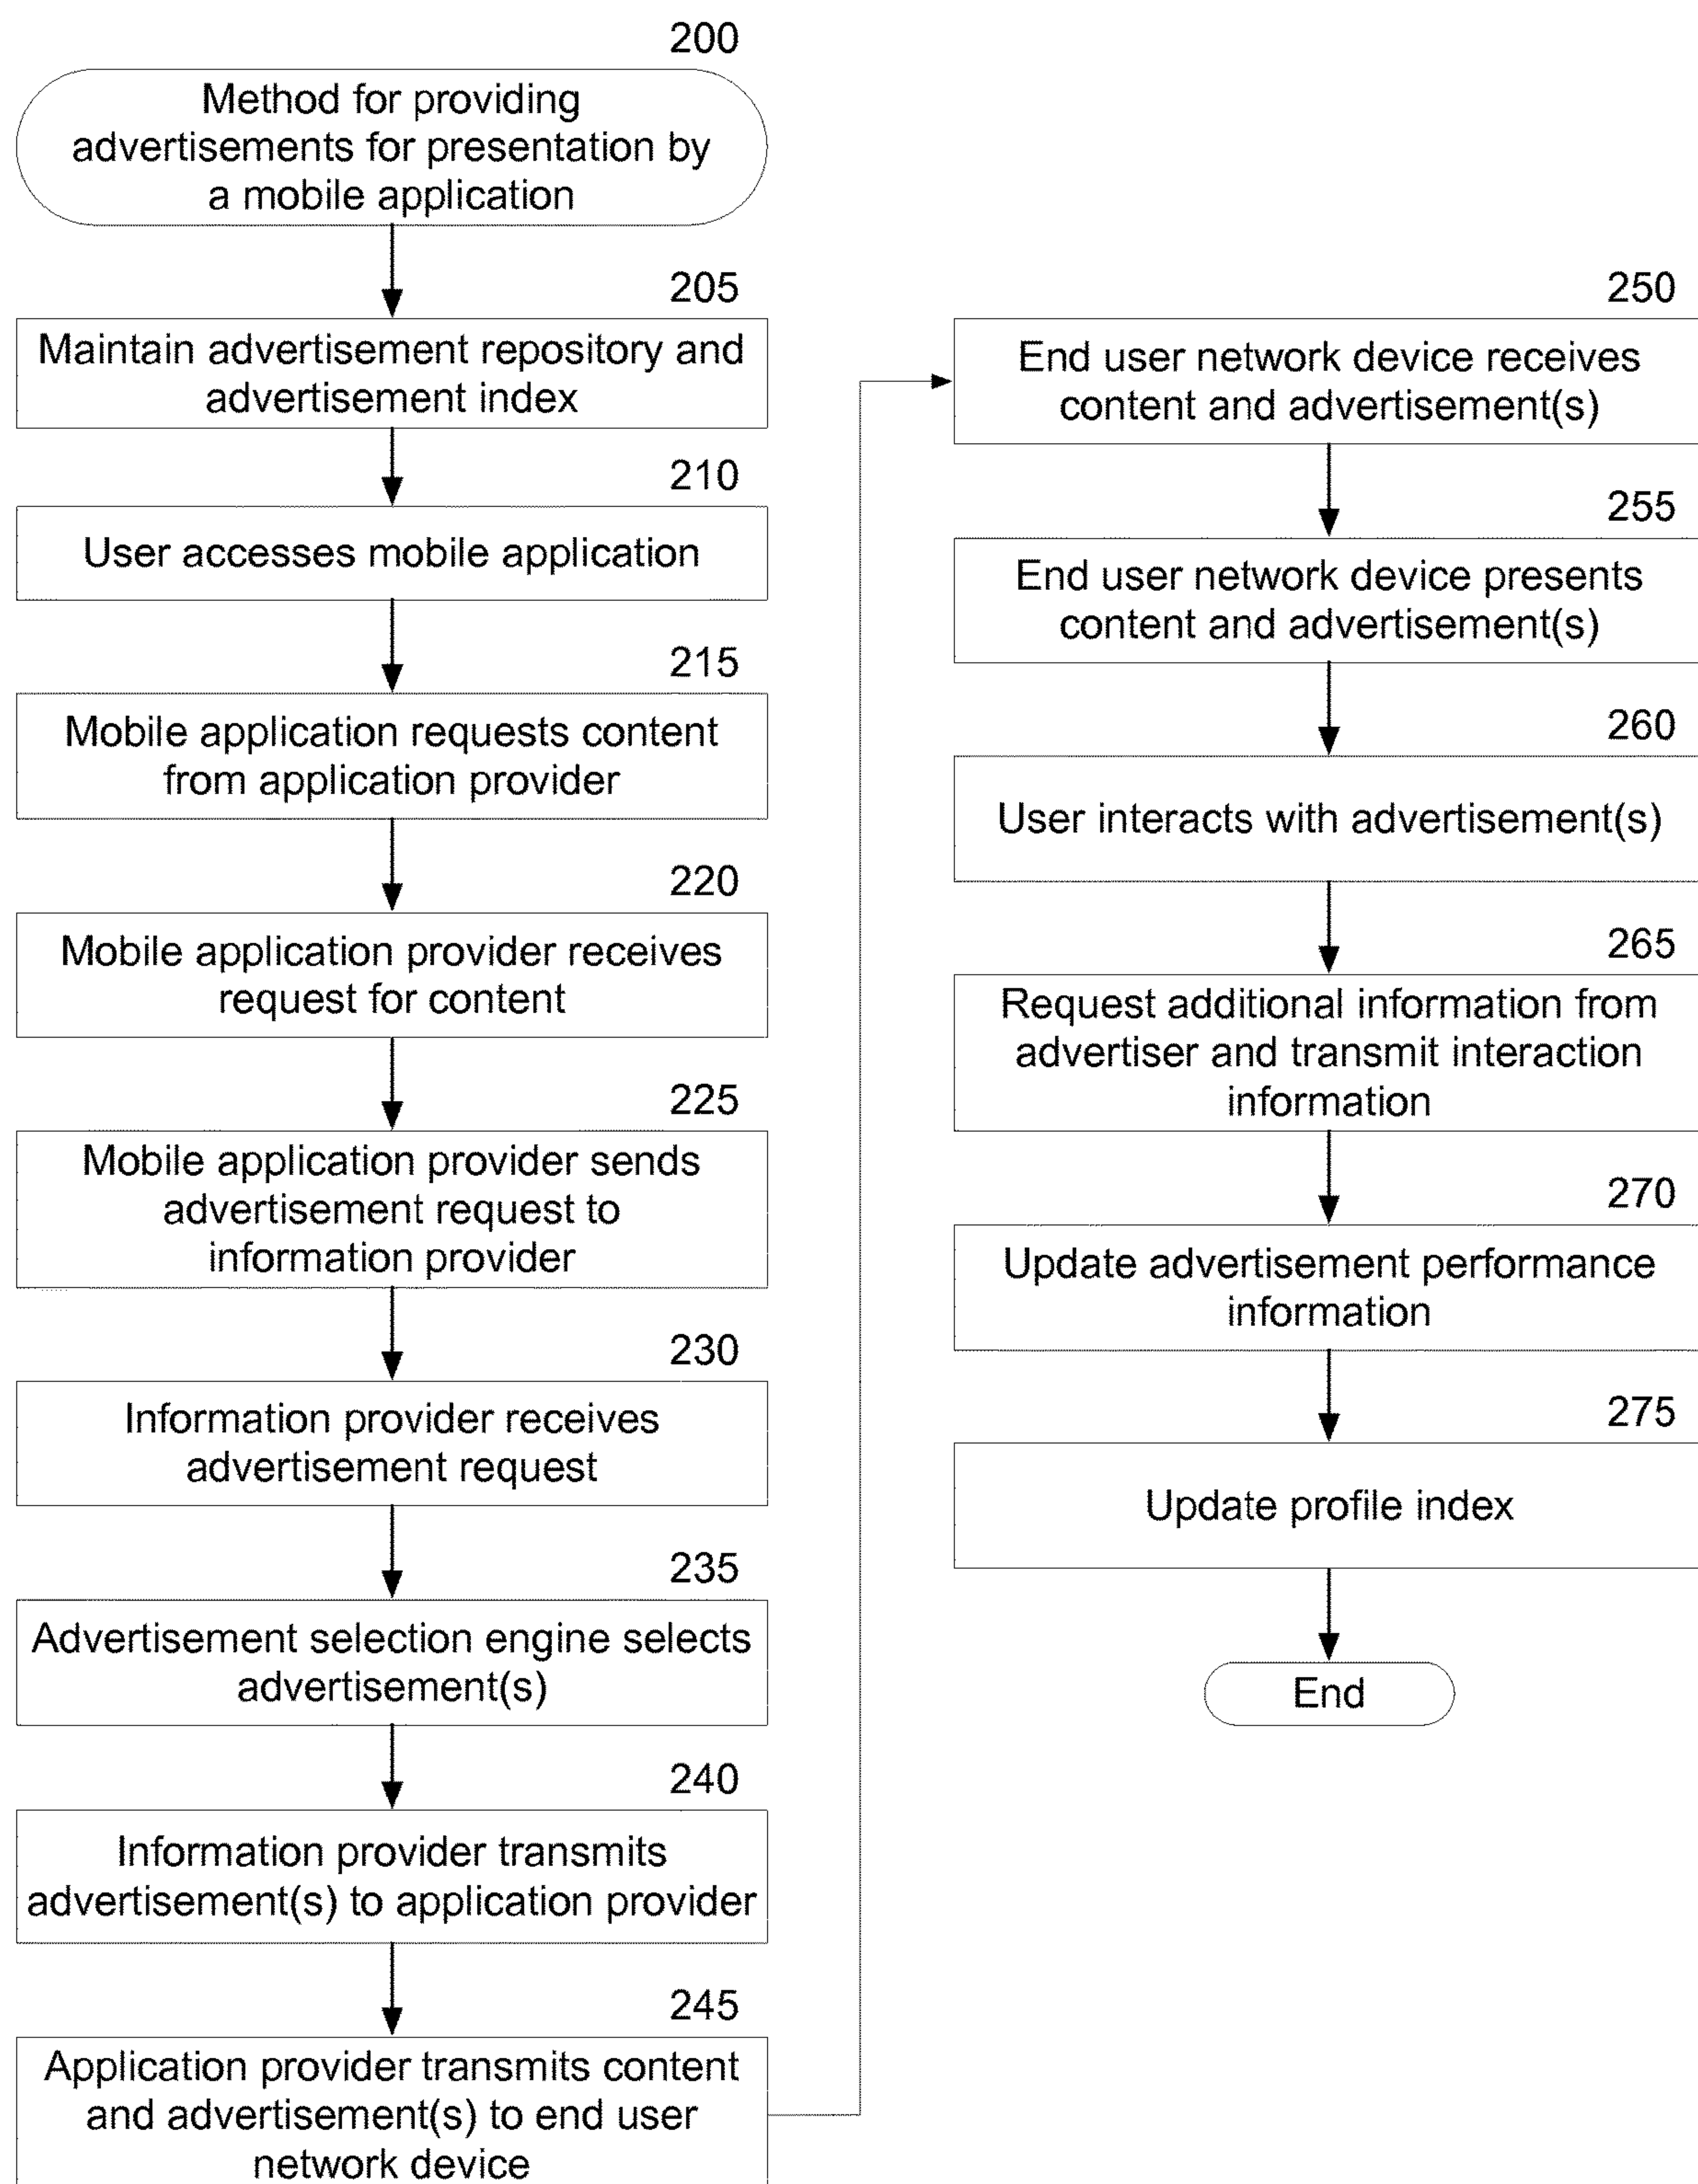 200
Method for providing
advertisements for presentation by
a mobile application
205
Maintain advertisement repository and
advertisement index
210
User accesses mobile application
215
Mobile application requests content
from application provider
220
Mobile application provider receives
request for content
225
Mobile application provider sends
advertisement request to
information provider
230
Information provider receives
advertisement request
235
Advertisement selection engine selects
advertisement(s)
240
Information provider transmits
advertisement(s) to application provider
245
Application provider transmits content
and advertisement(s) to end user
network device
250
End user network device receives
content and advertisement(s)
255
End user network device presents
content and advertisement(s)
260
User interacts with advertisement(s)
265
Request additional information from
advertiser and transmit interaction
information
270
Update advertisement performance
information
275
Update profile index
End